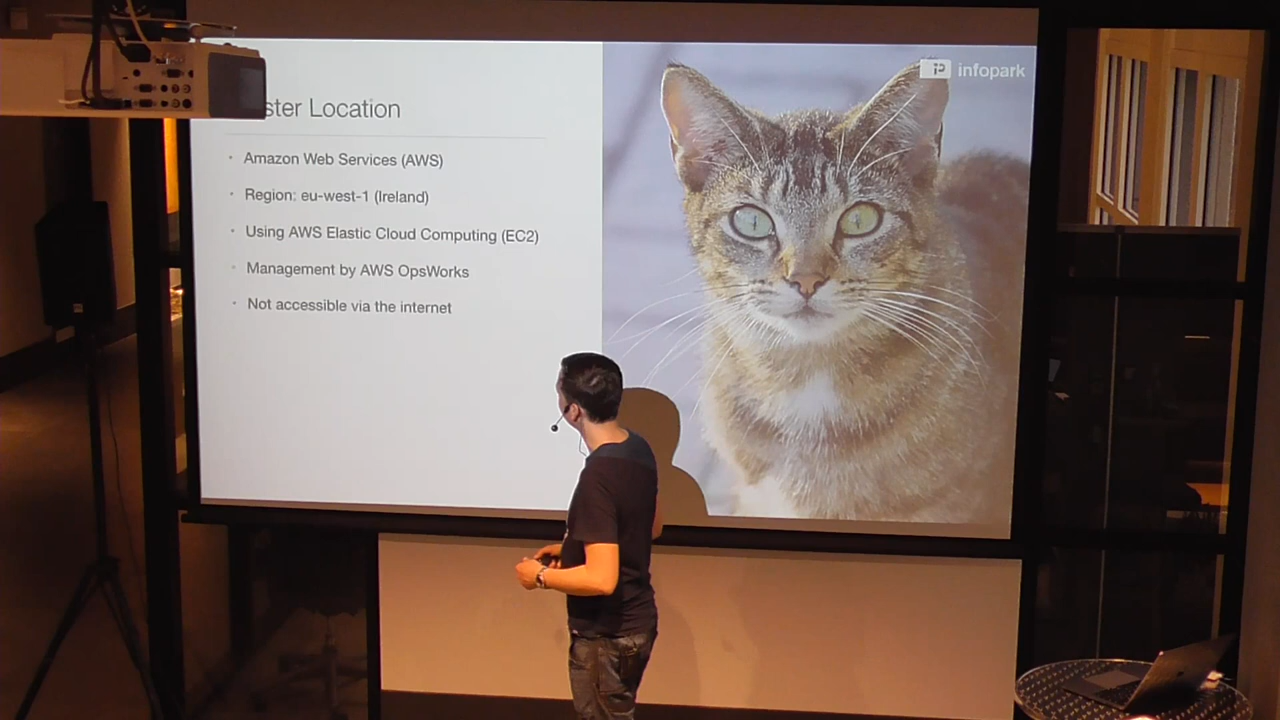 ster Location
Amazon Web Services (AWS)
Region: eu-west-1 (Ireland)
Using AWS Elastic Cloud Computing (EC2)
Management by AWS OpsWorks
Not accessible via the internet
infopark